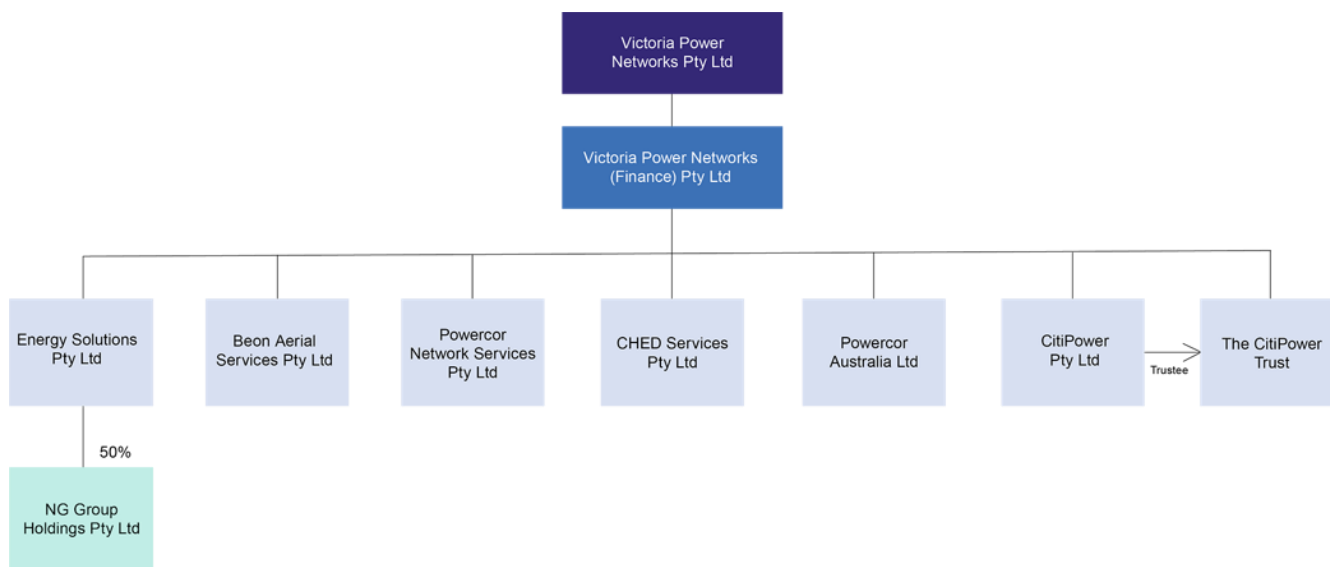 Victoria Power
Networks Pty Ltd
Victoria Power Networks
(Finance) Pty Ltd
Energy Solutions
Pty Ltd
Beon Aerial
Services Pty Ltd
Powercor
Network Services
Pty Ltd
CHED Services
Pty Ltd
Powercor
Australia Ltd
CitiPower
Pty Ltd
Trustee
The CitiPower
Trust
50%
NG Group
Holdings Pty Ltd